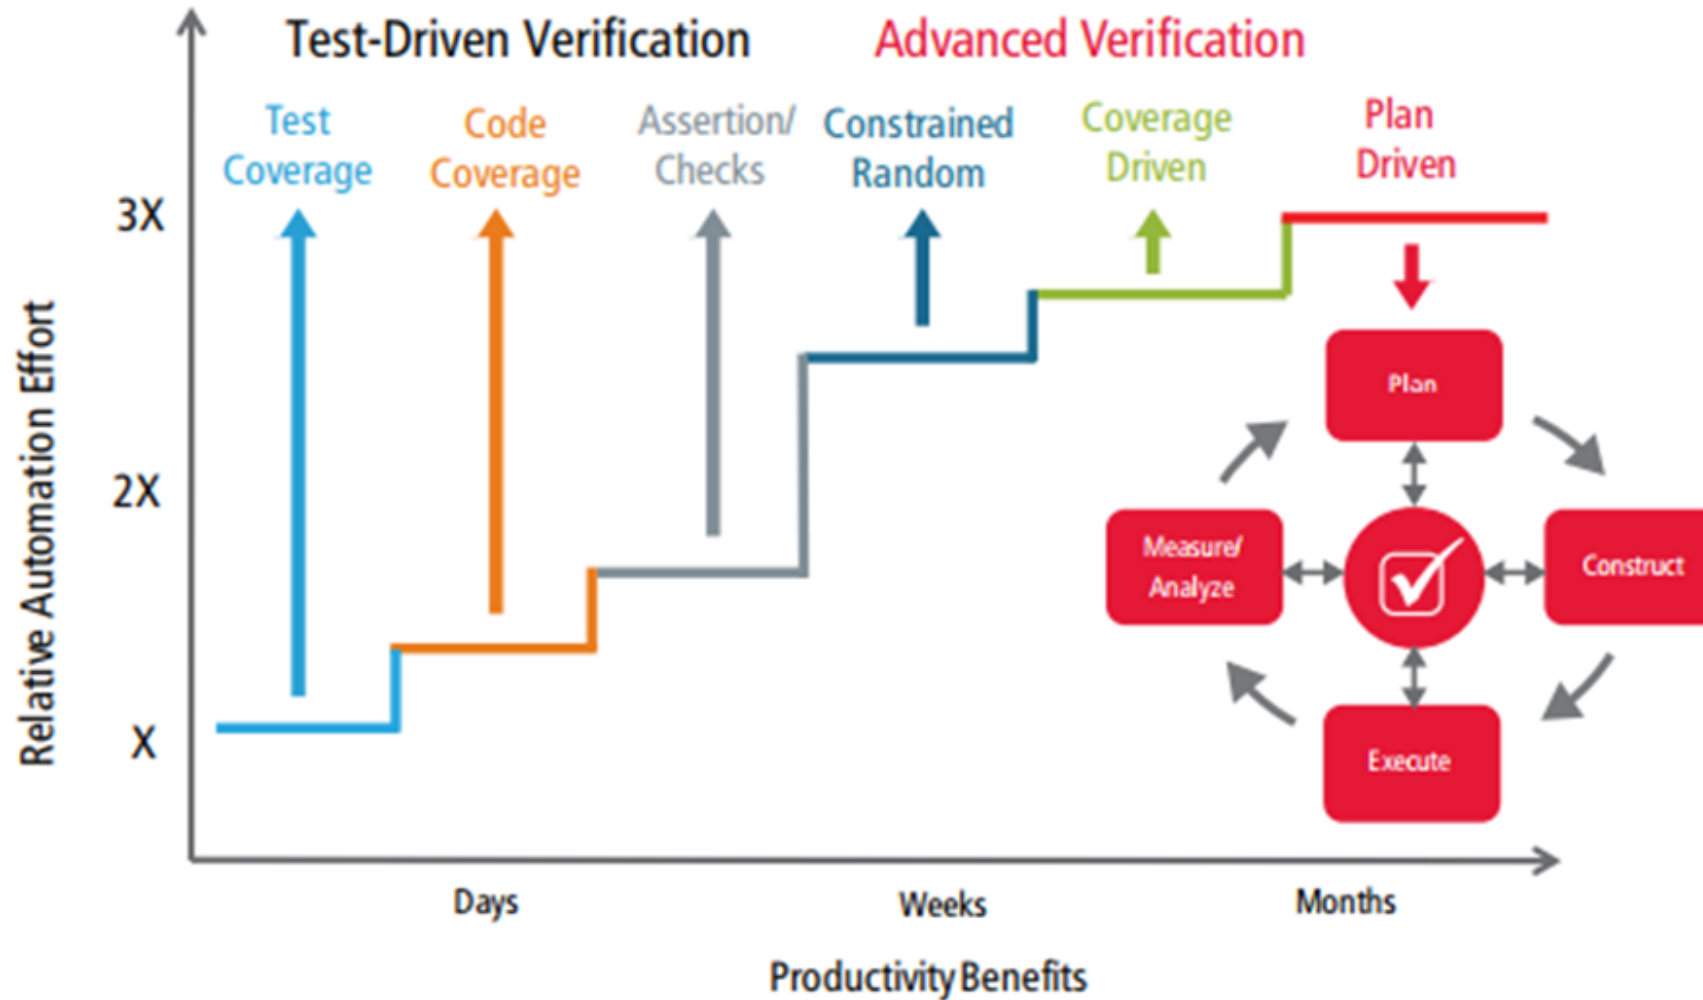 Test-Driven Verification
Advanced Verification
Test
Coverage
Code
Coverage
Assertion/
Checks
Constrained
Random
Coverage
Driven
Plan
Driven
3X
2X
X
Relative Automation Effort
Plan
Measure/
Analyze
Construct
Execute
Days
Weeks
Months
Productivity Benefits